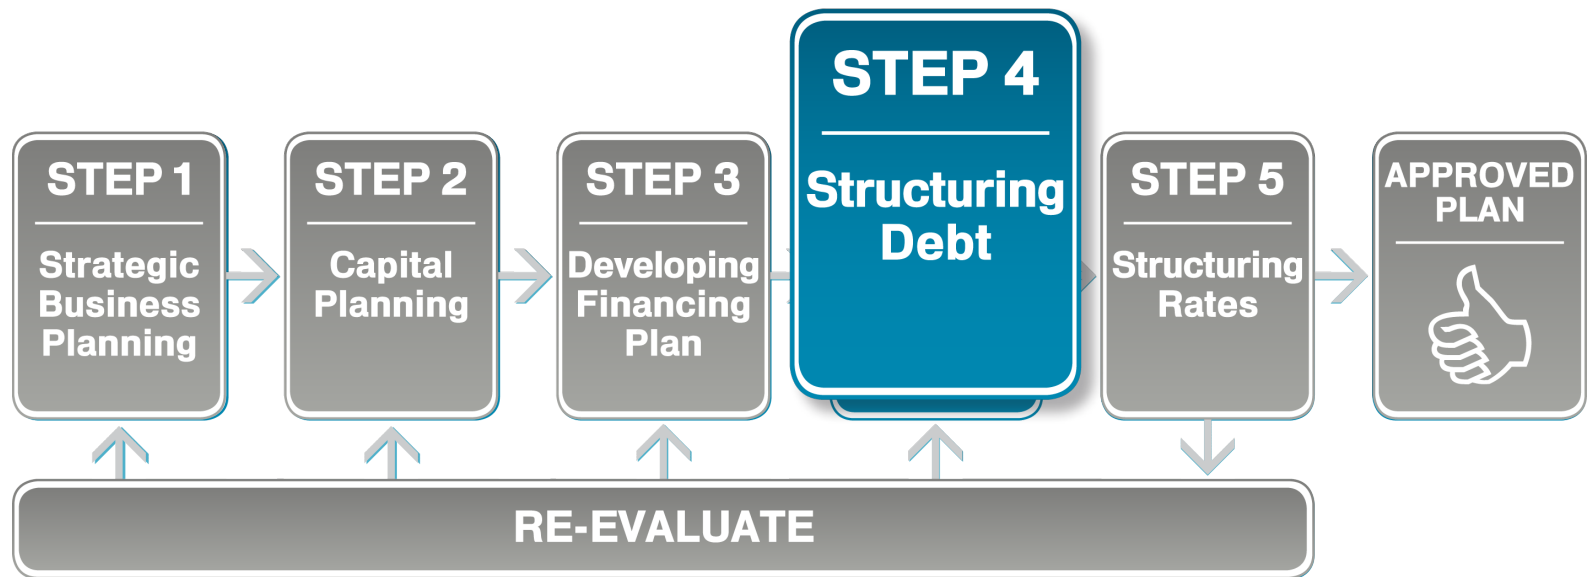 STEP 1
Strategic
Business
Planning
STEP 2
Capital
Planning
STEP 3
Developing
Financing
Plan
STEP 4
Structuring
Debt
STEP 5
Structuring
Rates
APPROVED
PLAN
RE-EVALUATE